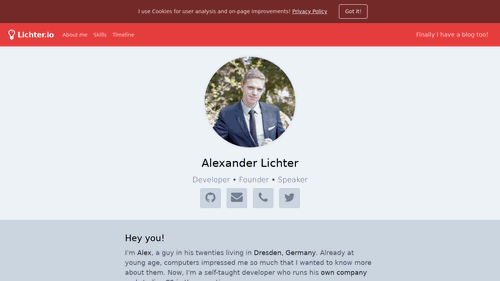 I use Cookies for user analysis and on-page improvements! Privacy Policy Got it!
Lichter.io About me Skills Timeline Finally I have a blog too!
Alexander Lichter
Developer • Founder • Speaker
Hey you!
I'm Alex, a guy in his twenties living in Dresden, Germany. Already at
young age, computers impressed me so much that I wanted to know more
about them. Now, I'm a self-taught developer who runs his own company